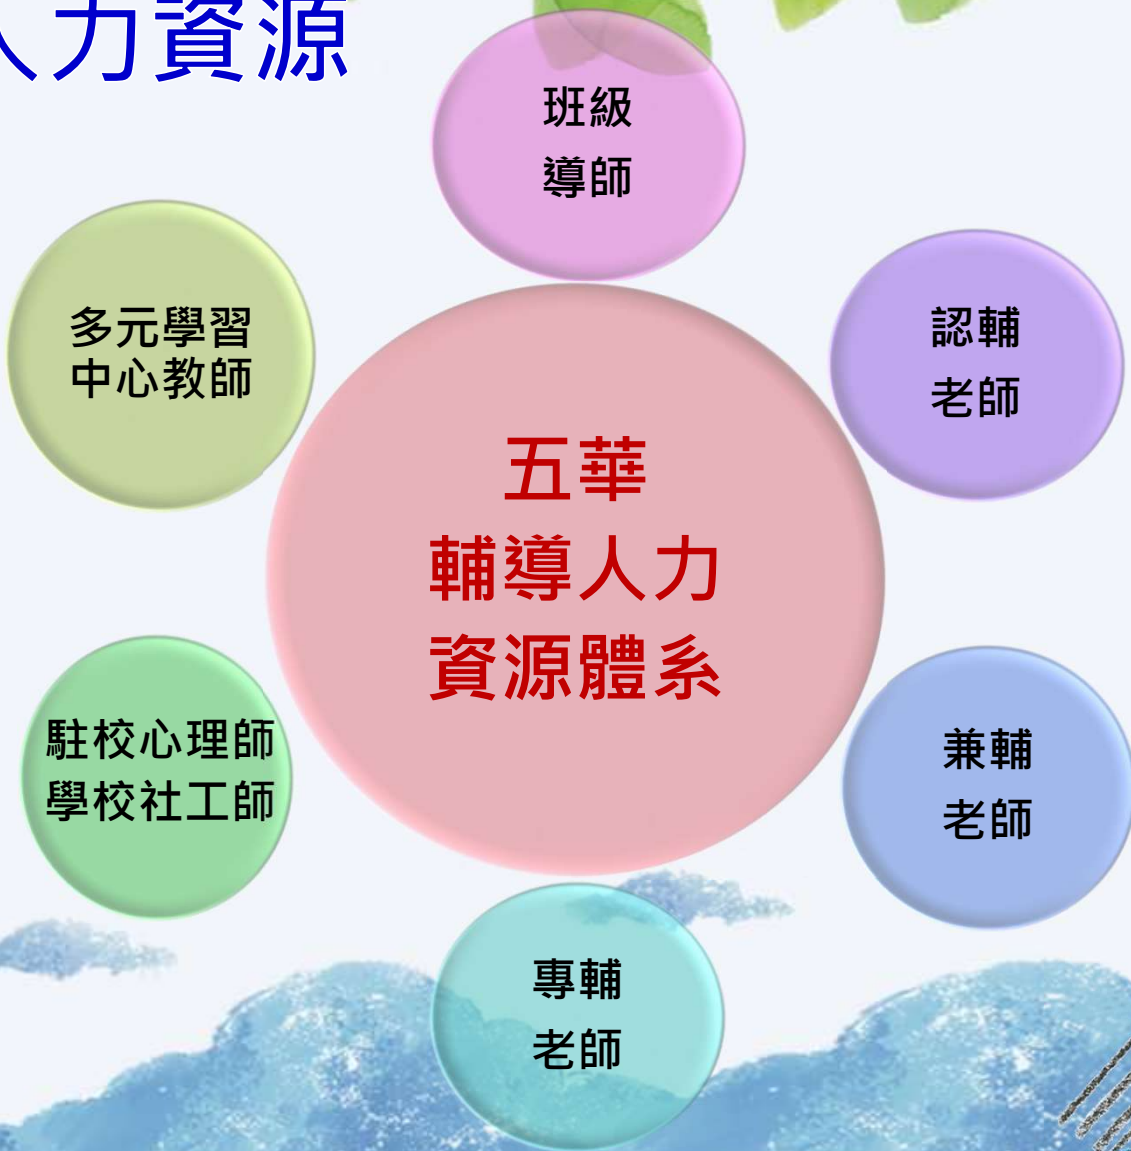 人力資源
班級
導師
多元學習
中心教師
認輔
老師
五華
輔導人力
資源體系
駐校心理師
學校社工師
兼輔
老師
專輔
老師